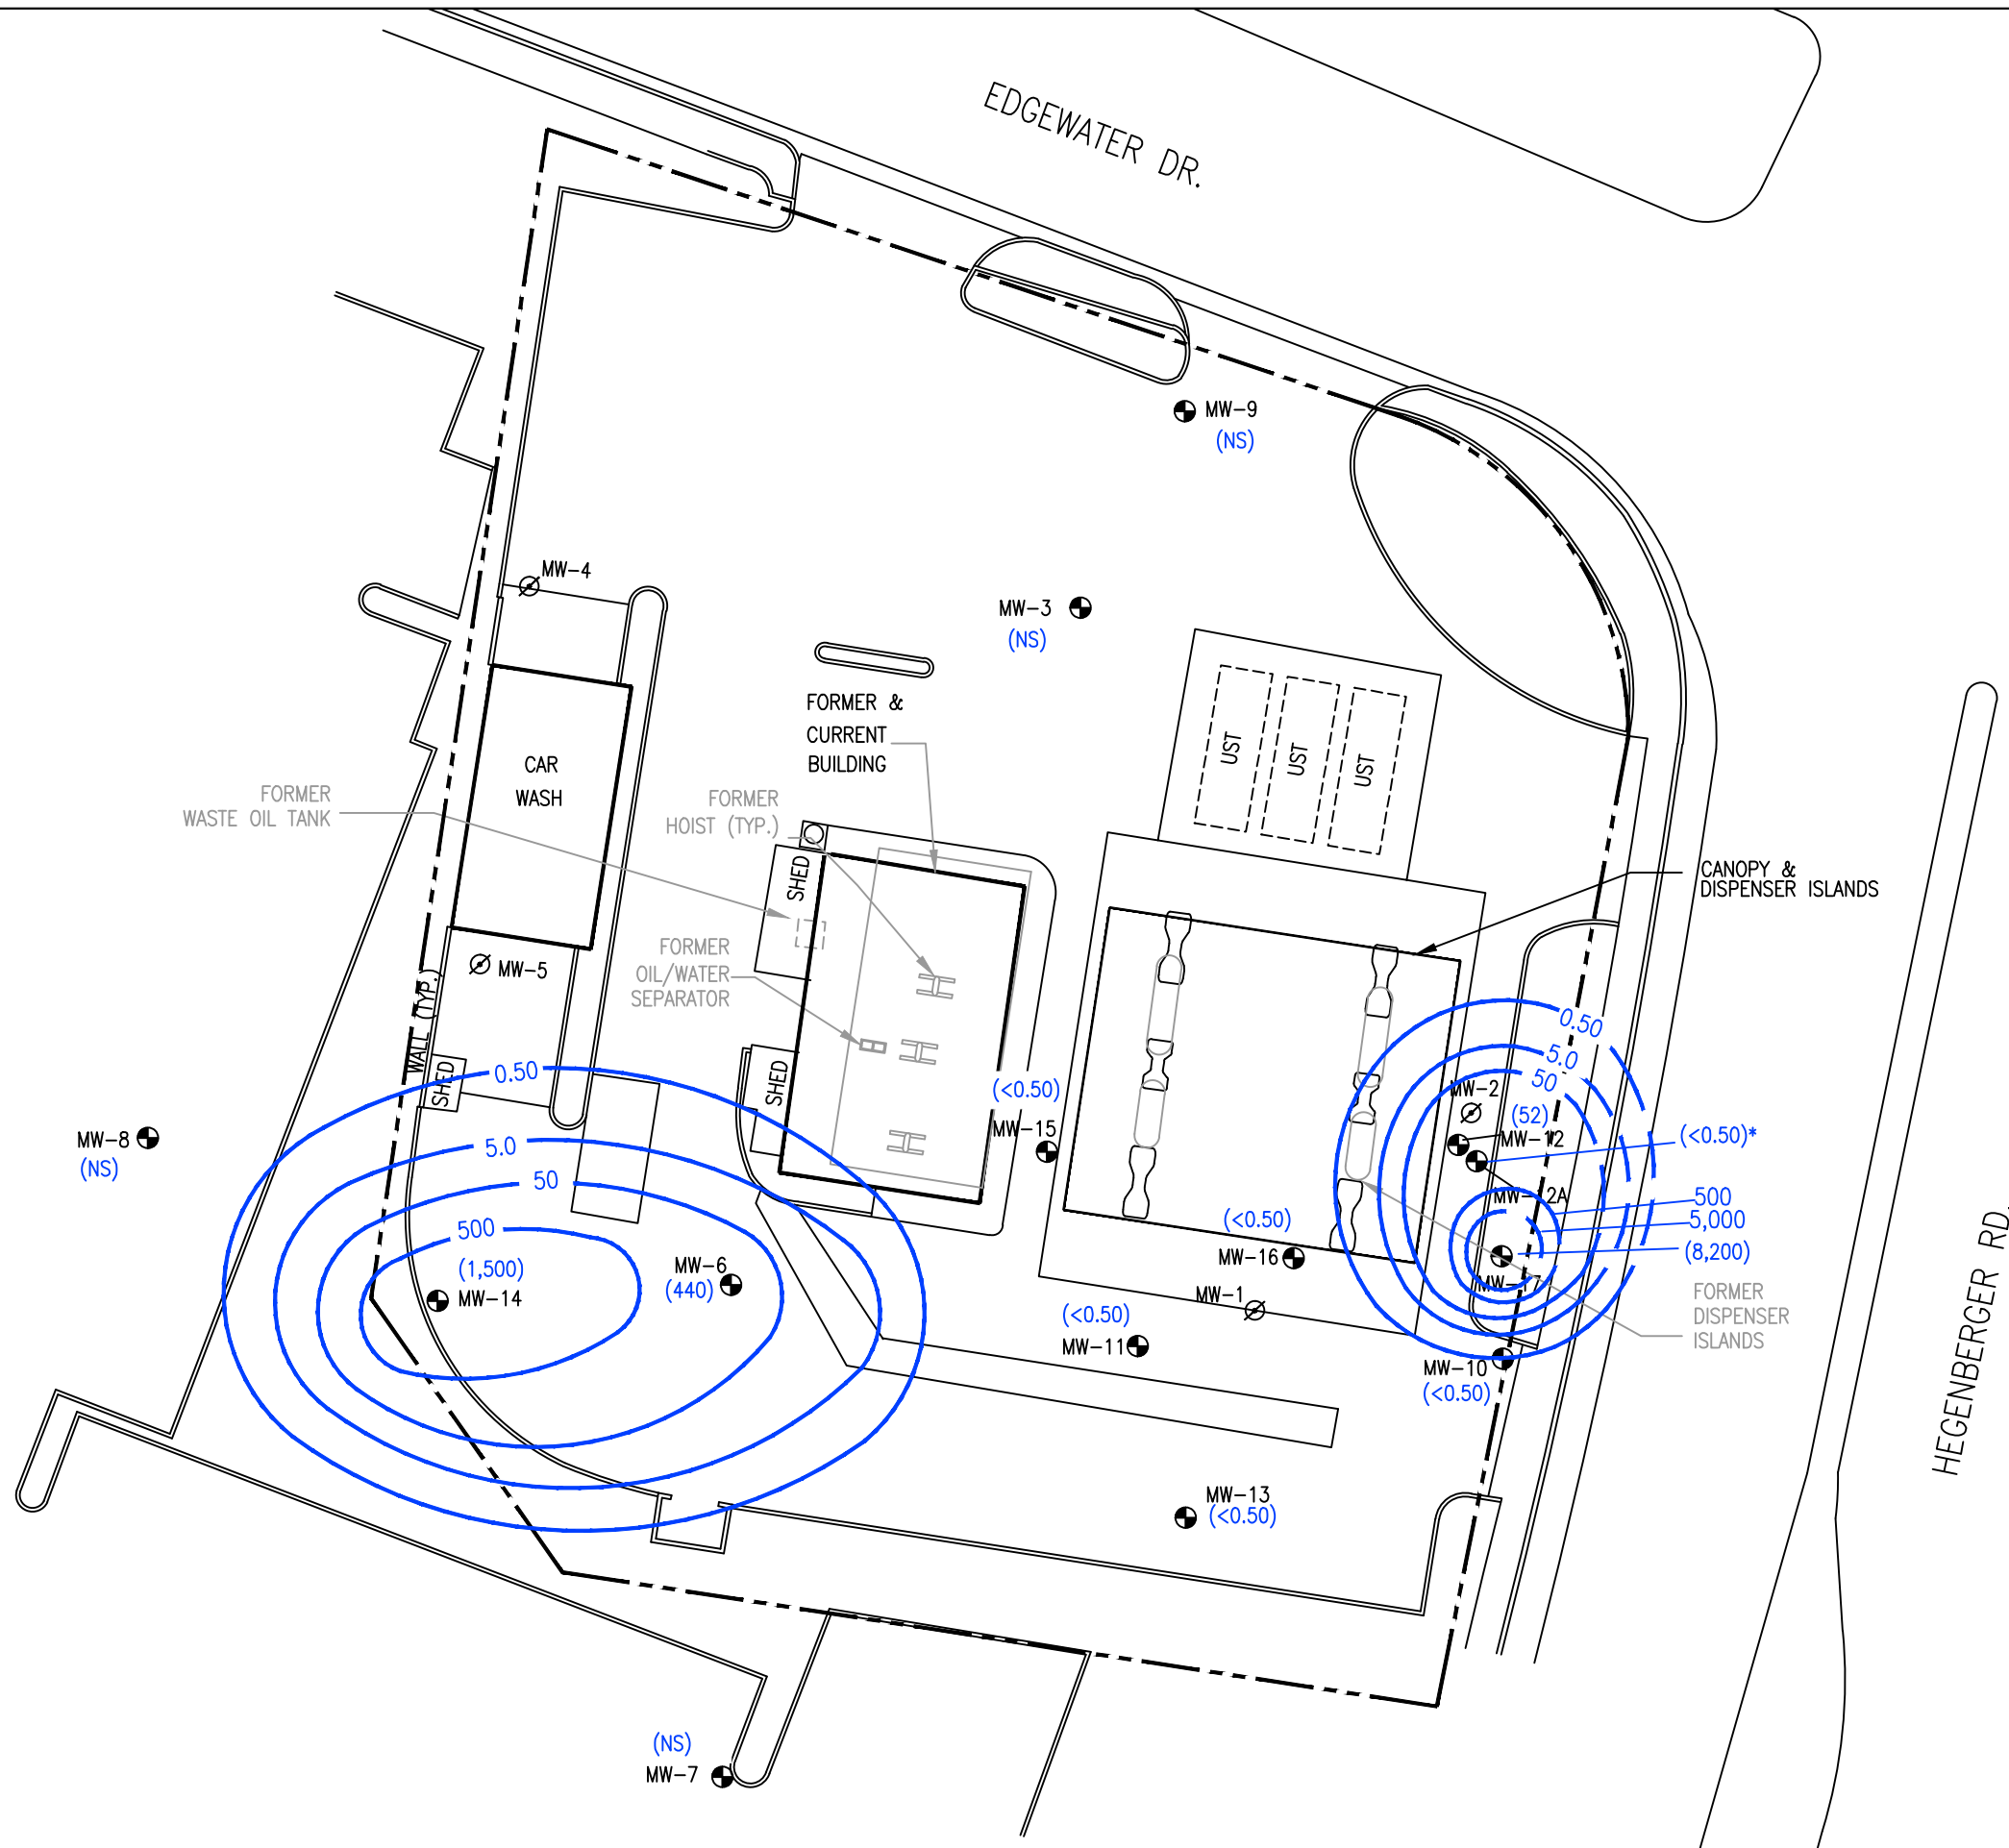 EDGEWATER DR.
MW-9
(NS)
MW-4
MW-3
(NS)
FORMER &
CURRENT
BUILDING
UST
UST
UST
CAR
WASH
FORMER
WASTE OIL TANK
FORMER
HOIST (TYP.)
SHED
CANOPY &
DISPENSER ISLANDS
FORMER
OIL/WATER
SEPARATOR
MW-5
WALL (TYP.)
SHED
SHED
0.50
5.0
50
500
(1,500)
MW-14
MW-6
(440)
MW-8
(NS)
(<0.50)
MW-15
0.50
5.0
50
MW-2
(52)
MW-12
(<0.50)*
MW-12A
500
5,000
(8,200)
MW-17
(<0.50)
MW-16
MW-1
(<0.50)
MW-11
FORMER
DISPENSER
ISLANDS
MW-10
(<0.50)
HEGENBERGER RD.
MW-13
(<0.50)
(NS)
MW-7